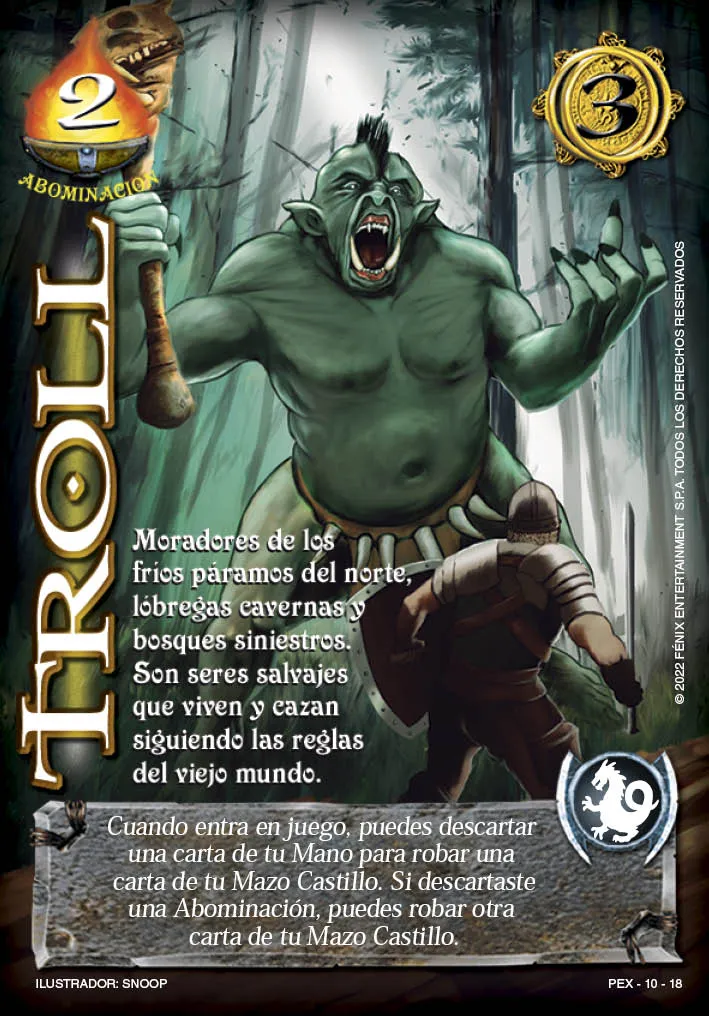 2
3
ABOMINACIÓN
TROLL
Moradores de los
fríos páramos del norte,
lóbregas cavernas y
bosques siniestros.
Son seres salvajes
que viven y cazan
siguiendo las reglas
del viejo mundo.
© 2022 FÉNIX ENTERTAINMENT S.P.A. TODOS LOS DERECHOS RESERVADOS
Cuando entra en juego, puedes descartar
una carta de tu Mano para robar una
carta de tu Mazo Castillo. Si descartaste
una Abominación, puedes robar otra
carta de tu Mazo Castillo.
ILUSTRADOR: SNOOP
PEX - 10 - 18